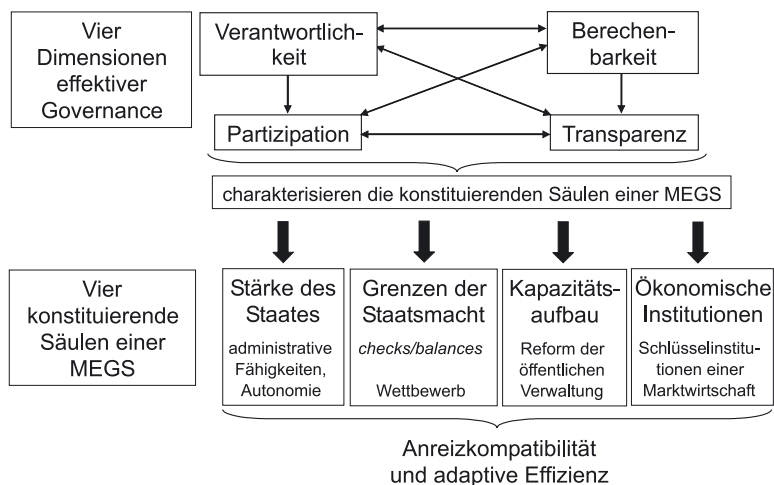 Vier
Dimensionen
effektiver
Governance
Verantwortlich-
keit
Berechen-
barkeit
Partizipation
Transparenz
charakterisieren die konstituierenden Säulen einer MEGS
Vier
konstituierende
Säulen einer
MEGS
Stärke des
Staates
administrative
Fähigkeiten,
Autonomie
Grenzen der
Staatsmacht
checks/balances
Wettbewerb
Kapazitäts-
aufbau
Reform der
öffentlichen
Verwaltung
Ökonomische
Institutionen
Schlüsselinstitu-
tionen einer
Marktwirtschaft
Anreizkompatibilität
und adaptive Effizienz